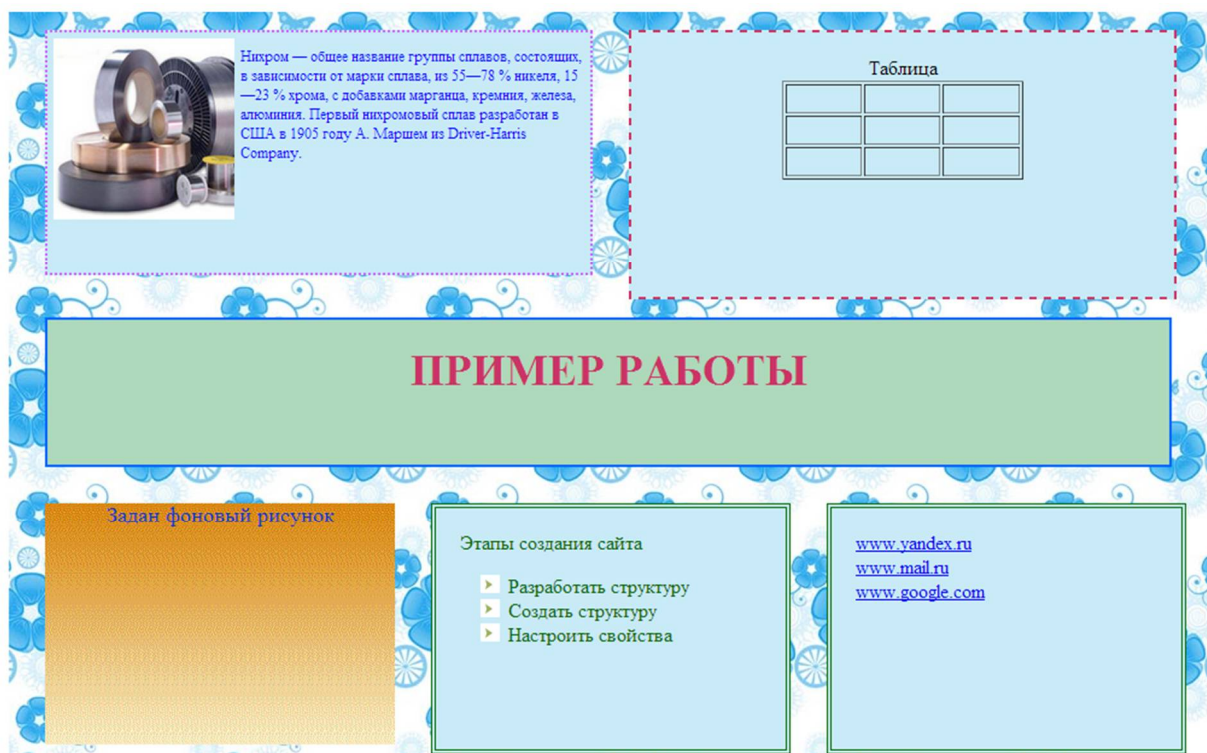 Нихром — общее название группы сплавов, состоящих,
в зависимости от марки сплава, из 55—78 % никеля, 15
—23 % хрома, с добавками марганца, кремния, железа,
алюминия. Первый нихромовый сплав разработан в
США в 1905 году А. Маршем из Driver-Harris
Company.
Таблица
ПРИМЕР РАБОТЫ
Задан фоновый рисунок
Этапы создания сайта
Разработать структуру
Создать структуру
Настроить свойства
www.yandex.ru
www.mail.ru
www.google.com